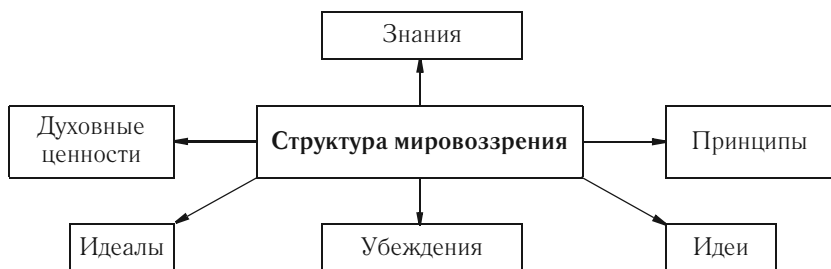 Знания
Духовные
ценности
Структура мировоззрения
Принципы
Идеалы
Убеждения
Идеи